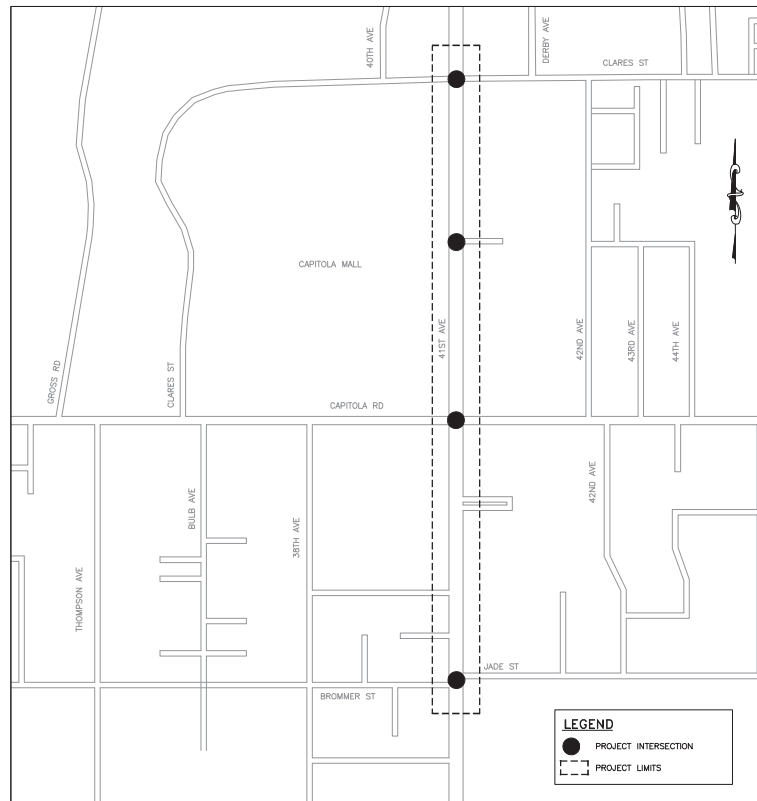 40TH AVE
DERBY AVE
CLARES ST
CAPITOLA MALL
41ST AVE
42ND AVE
43RD AVE
44TH AVE
GROSS RD
CLARES ST
CAPITOLA RD
BULB AVE
38TH AVE
42ND AVE
THOMPSON AVE
JADE ST
BROMMER ST
LEGEND
PROJECT INTERSECTION
PROJECT LIMITS